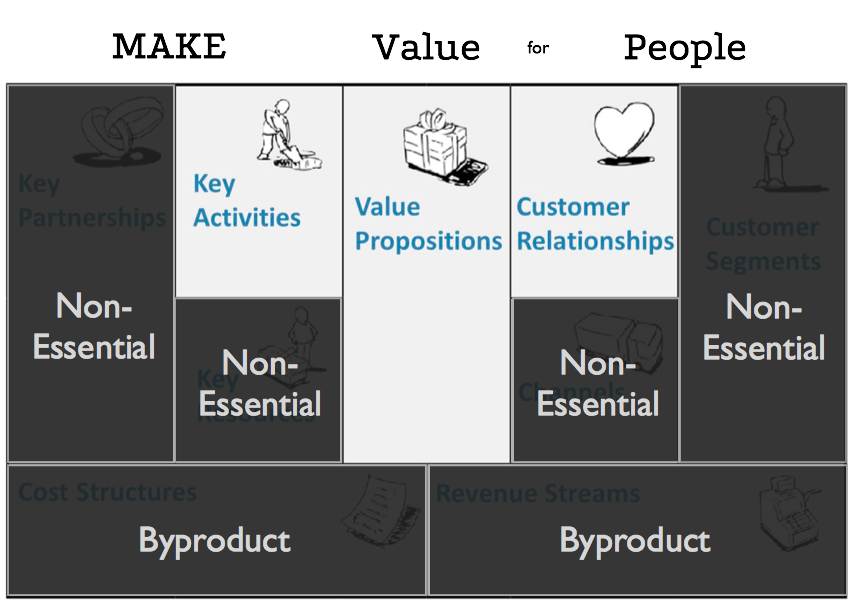 MAKE Value for People
Key
Partnerships
Non-
Essential
Key
Activities
Key
Resources
Non-
Essential
Value
Propositions
Customer
Relationships
Channels
Non-
Essential
Customer
Segments
Non-
Essential
Cost Structures
Byproduct
Revenue Streams
Byproduct